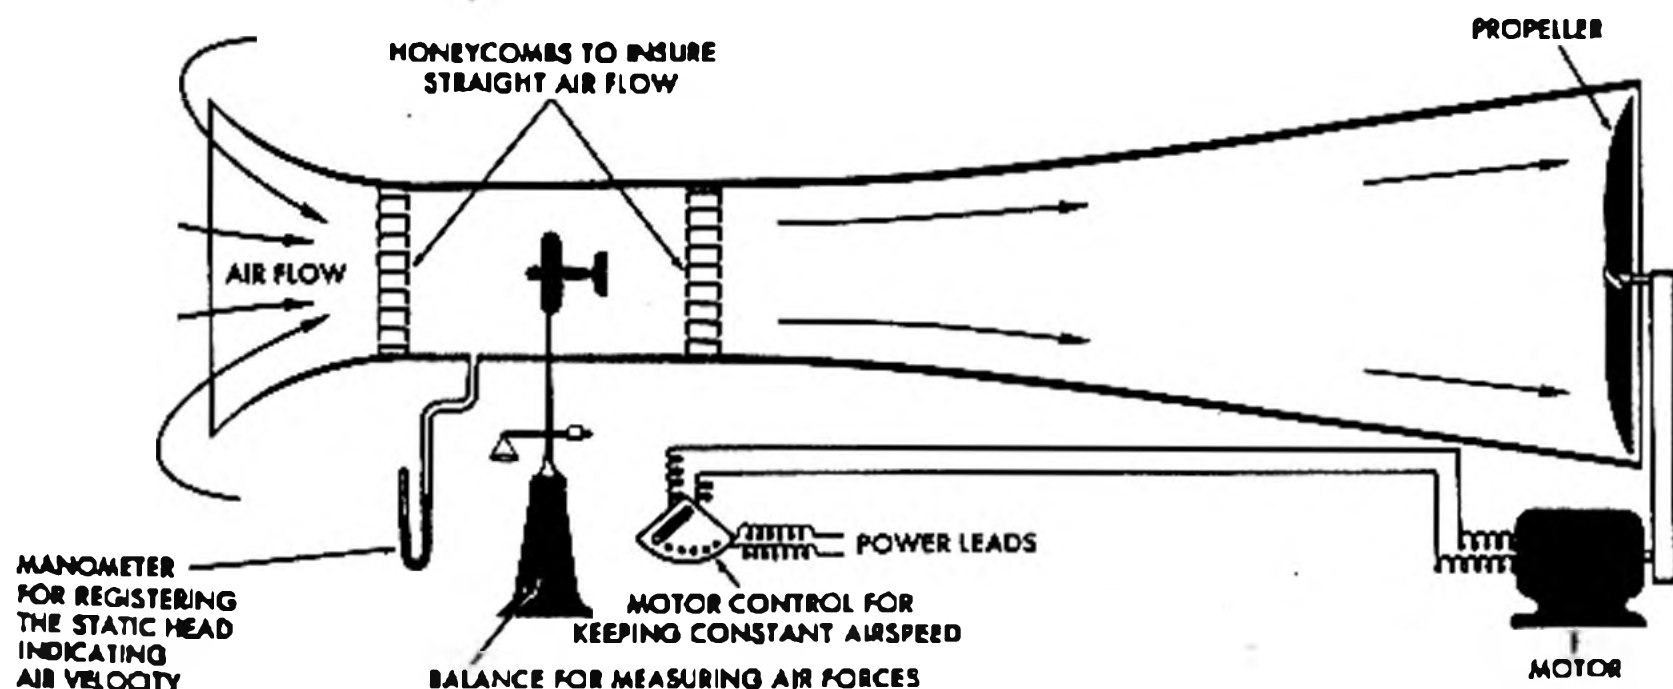 PROPELLER
HONEYCOMBS TO INSURE
STRAIGHT AIR FLOW
AIR FLOW
MANOMETER
FOR REGISTERING
THE STATIC HEAD
INDICATING
AIR VELOCITY
POWER LEADS
MOTOR CONTROL FOR
KEEPING CONSTANT AIRSPEED
BALANCE FOR MEASURING AIR FORCES
MOTOR